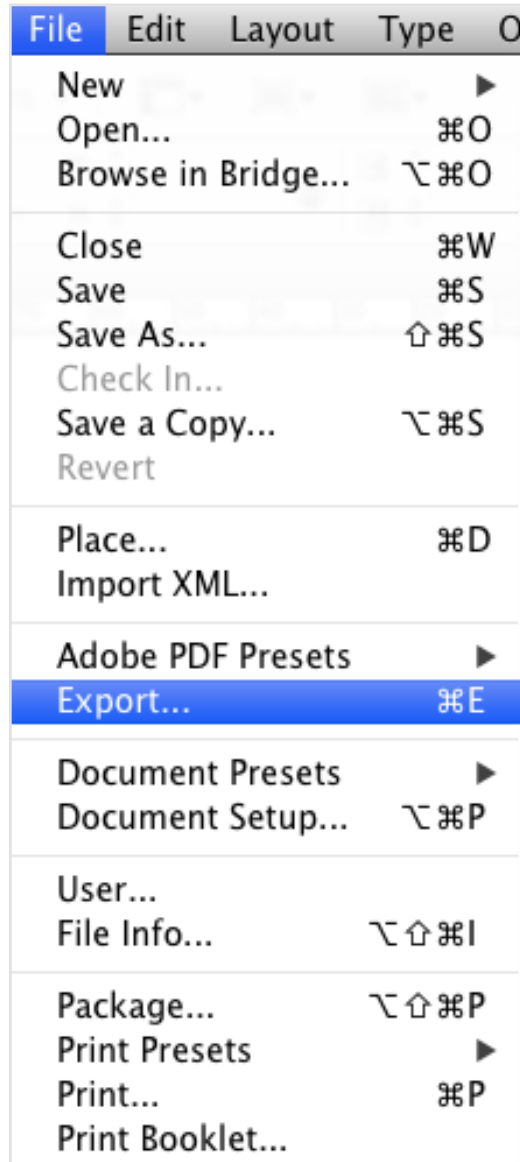 File Edit Layout Type
New ▶
Open... ⌘O
Browse in Bridge... ⌥⌘O
Close ⌘W
Save ⌘S
Save As... ⇧⌘S
Check In...
Save a Copy... ⌥⌘S
Revert
Place... ⌘D
Import XML...
Adobe PDF Presets ▶
Export... ⌘E
Document Presets ▶
Document Setup... ⌥⌘P
User...
File Info... ⌥⇧⌘I
Package... ⌥⇧⌘P
Print Presets ▶
Print... ⌘P
Print Booklet...